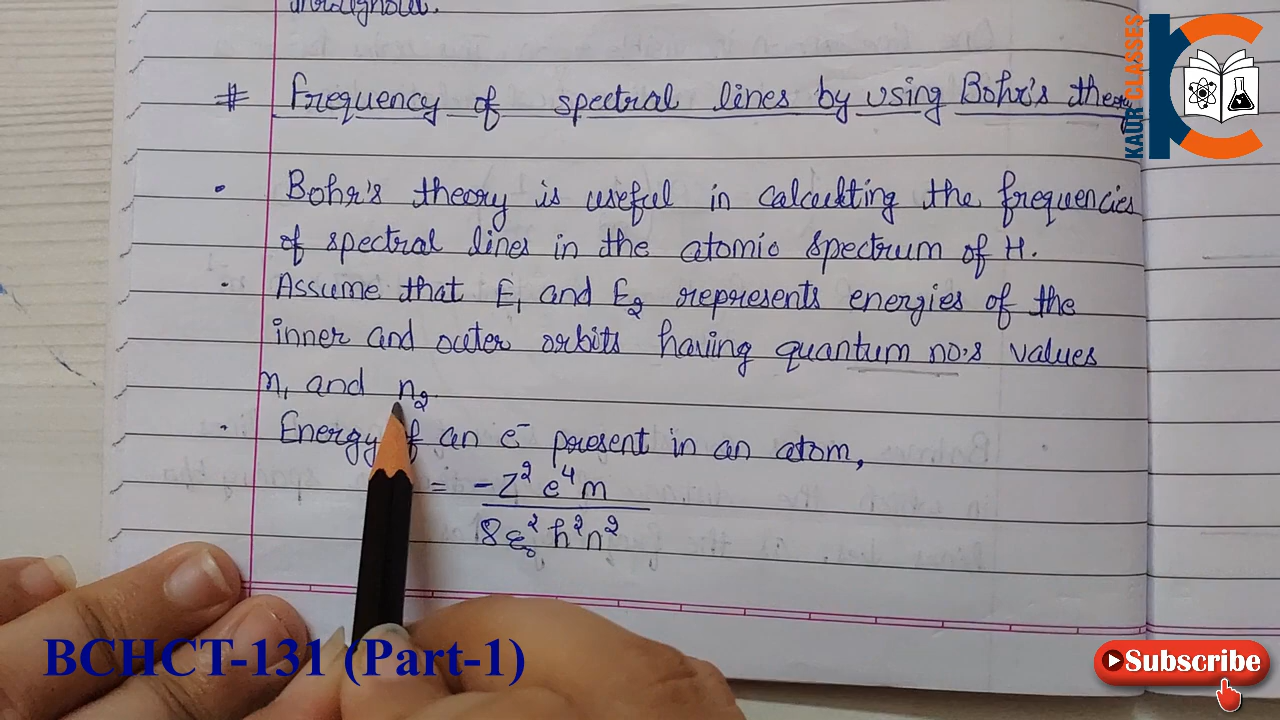 throughout.
# Frequency of spectral lines by using Bohr's theory
KAUR CLASSES
• Bohr's theory is useful in calculting the frequencies
of spectral lines in the atomic spectrum of H.
• Assume that E₁ and E₂ represents energies of the
inner and outer orbits having quantum no.s values
n₁ and n₂
• Energy of an e⁻ present in an atom,
= -Z²e⁴m
8ε₀²h²n²
BCHCT-131 (Part-1)
Subscribe